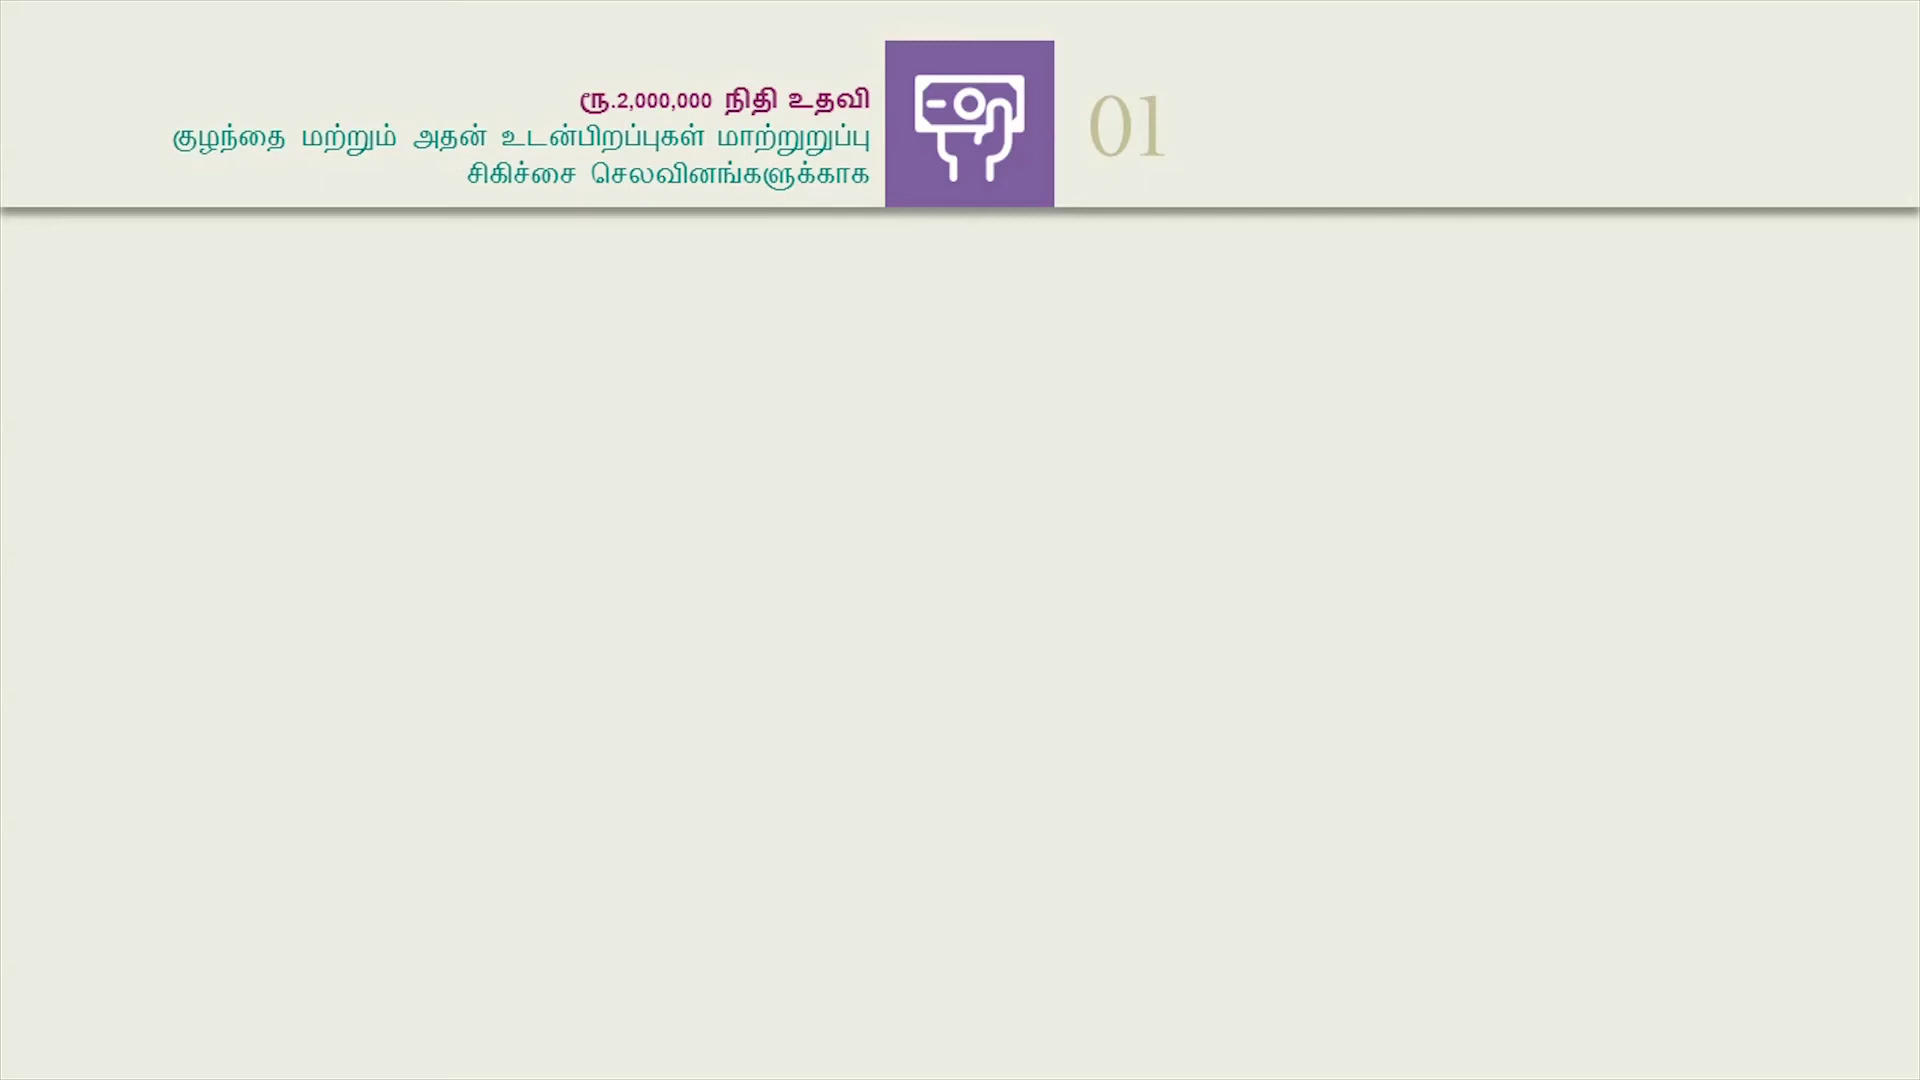 ரூ.2,000,000 நிதி உதவி
குழந்தை மற்றும் அதன் உடன்பிறப்புகள் மாற்றுறுப்பு
சிகிச்சை செலவினங்களுக்காக
01